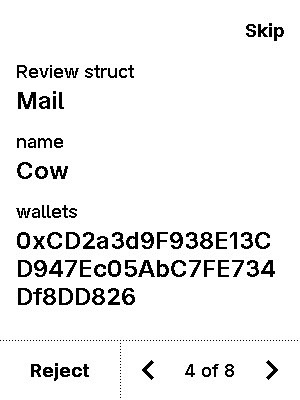 Skip
Review struct
Mail
name
Cow
wallets
0xCD2a3d9F938E13C
D947Ec05AbC7FE734
Df8DD826
Reject
4 of 8